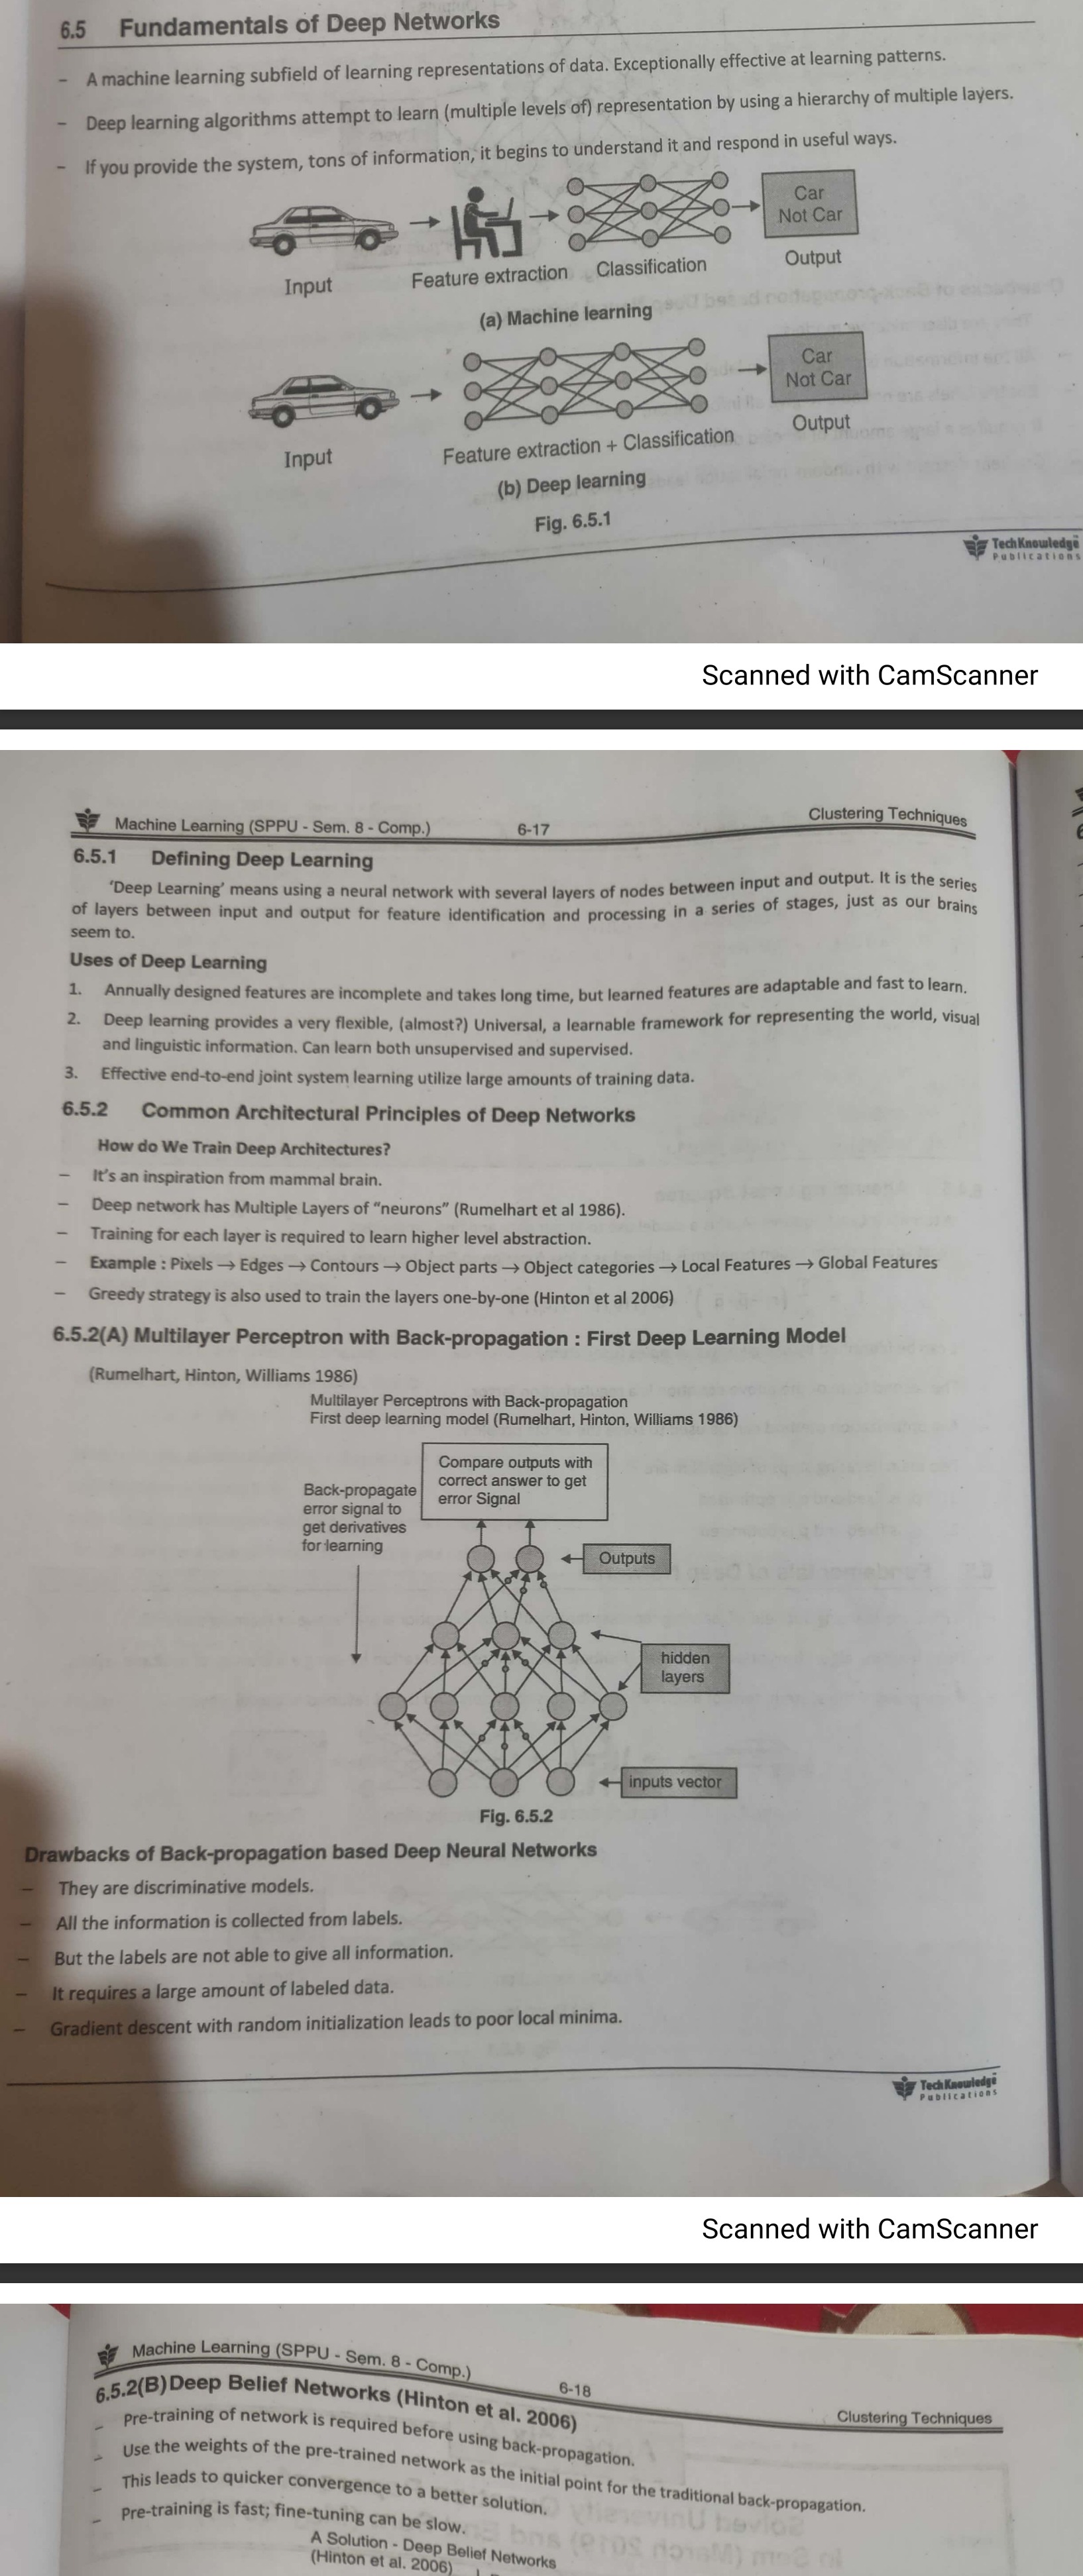 6.5 Fundamentals of Deep Networks
– A machine learning subfield of learning representations of data. Exceptionally effective at learning patterns.
– Deep learning algorithms attempt to learn (multiple levels of) representation by using a hierarchy of multiple layers.
– If you provide the system, tons of information, it begins to understand it and respond in useful ways.
Car
Not Car
Input
Feature extraction
Classification
Output
(a) Machine learning
Car
Not Car
Input
Feature extraction + Classification
Output
(b) Deep learning
Fig. 6.5.1
TechKnowledge
Publications
Scanned with CamScanner
Machine Learning (SPPU - Sem. 8 - Comp.) 6-17 Clustering Techniques
6.5.1 Defining Deep Learning
'Deep Learning' means using a neural network with several layers of nodes between input and output. It is the series
of layers between input and output for feature identification and processing in a series of stages, just as our brains
seem to.
Uses of Deep Learning
1. Annually designed features are incomplete and takes long time, but learned features are adaptable and fast to learn.
2. Deep learning provides a very flexible, (almost?) Universal, a learnable framework for representing the world, visual
and linguistic information. Can learn both unsupervised and supervised.
3. Effective end-to-end joint system learning utilize large amounts of training data.
6.5.2 Common Architectural Principles of Deep Networks
How do We Train Deep Architectures?
– It's an inspiration from mammal brain.
– Deep network has Multiple Layers of "neurons" (Rumelhart et al 1986).
– Training for each layer is required to learn higher level abstraction.
– Example : Pixels → Edges → Contours → Object parts → Object categories → Local Features → Global Features
– Greedy strategy is also used to train the layers one-by-one (Hinton et al 2006)
6.5.2(A) Multilayer Perceptron with Back-propagation : First Deep Learning Model
(Rumelhart, Hinton, Williams 1986)
Multilayer Perceptrons with Back-propagation
First deep learning model (Rumelhart, Hinton, Williams 1986)
Compare outputs with
correct answer to get
error Signal
Back-propagate
error signal to
get derivatives
for learning
Outputs
hidden
layers
inputs vector
Fig. 6.5.2
Drawbacks of Back-propagation based Deep Neural Networks
– They are discriminative models.
– All the information is collected from labels.
– But the labels are not able to give all information.
– It requires a large amount of labeled data.
– Gradient descent with random initialization leads to poor local minima.
TechKnowledge
Publications
Scanned with CamScanner
Machine Learning (SPPU - Sem. 8 - Comp.) 6-18 Clustering Techniques
6.5.2(B) Deep Belief Networks (Hinton et al. 2006)
– Pre-training of network is required before using back-propagation.
– Use the weights of the pre-trained network as the initial point for the traditional back-propagation.
– This leads to quicker convergence to a better solution.
– Pre-training is fast; fine-tuning can be slow.
A Solution - Deep Belief Networks
(Hinton et al. 2006)